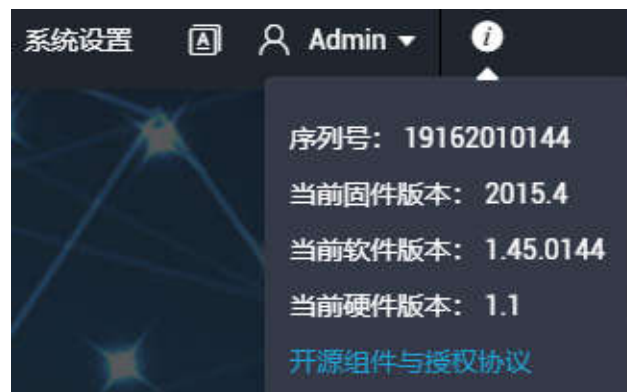 系统设置 Admin
序列号： 19162010144
当前固件版本： 2015.4
当前软件版本： 1.45.0144
当前硬件版本： 1.1
开源组件与授权协议